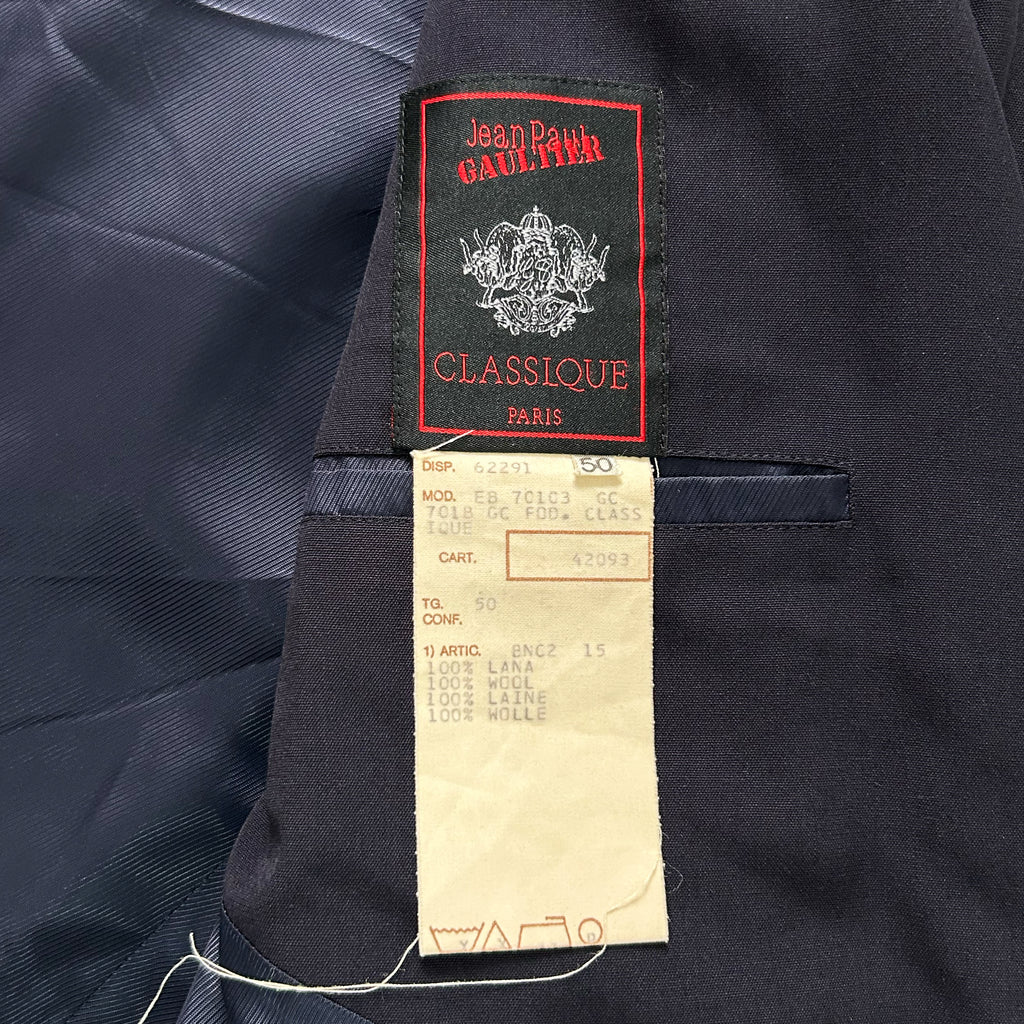 Jean Paul
GAULTIER
CLASSIQUE
PARIS
DISP. 62291 50
MOD. EB 70103 GC
7018 GC FOD. CLASS
IQUE
CART. 42093
TG. 50
CONF.
1) ARTIC. BNC2 15
100% LANA
100% WOOL
100% LAINE
100% WOLLE